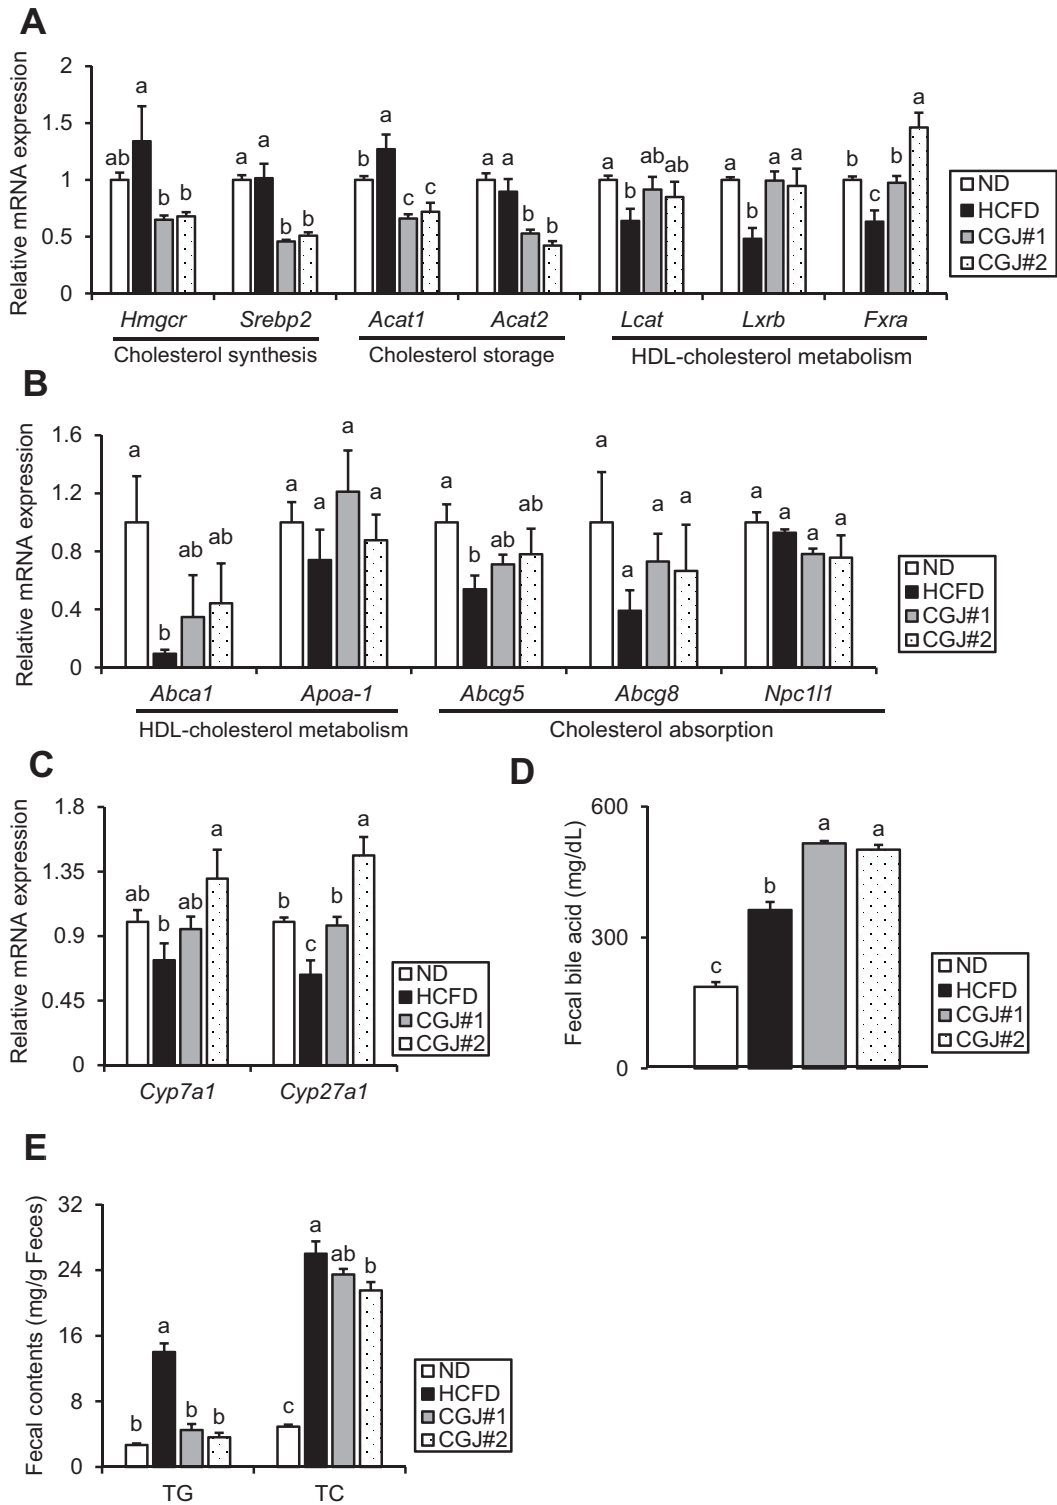 A
Relative mRNA expression
2
1.5
1
0.5
0
ab a b b
a a b b
b a c c
a a b b
a b ab ab
a b a a
b c b a
Hmgcr Srebp2 Acat1 Acat2 Lcat Lxrb Fxra
Cholesterol synthesis Cholesterol storage HDL-cholesterol metabolism
ND
HCFD
CGJ#1
CGJ#2
B
Relative mRNA expression
1.6
1.2
0.8
0.4
0
a b ab ab
a a a a
a b ab ab
a a a a
a a a a
Abca1 Apoa-1 Abcg5 Abcg8 Npc1l1
HDL-cholesterol metabolism Cholesterol absorption
ND
HCFD
CGJ#1
CGJ#2
C
Relative mRNA expression
1.8
1.35
0.9
0.45
0
ab b ab a
b c b a
Cyp7a1 Cyp27a1
ND
HCFD
CGJ#1
CGJ#2
D
Fecal bile acid (mg/dL)
600
300
0
c b a a
ND
HCFD
CGJ#1
CGJ#2
E
Fecal contents (mg/g Feces)
32
24
16
8
0
b a b b
c a ab b
TG TC
ND
HCFD
CGJ#1
CGJ#2